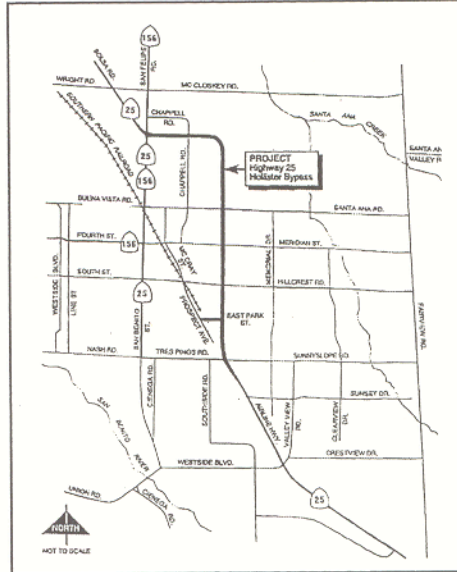 156
BOLSA RD.
SAN FELIPE
RD.
WRIGHT RD.
MC CLOSKEY RD.
SOUTHERN PACIFIC RAILROAD
25
CHAPPELL
RD.
SANTA ANA
CREEK
PROJECT
Highway 25
Hollister Bypass
25
156
CHAPPELL RD.
SANTA AN
VALLEY R
BUENA VISTA RD.
SANTA ANA RD.
FOURTH ST.
156
MERIDIAN ST.
MC CRAY
ST.
MEMORIAL DR.
WESTSIDE BLVD.
LINE ST.
SOUTH ST.
HILLCREST RD.
25
SAN BENITO
ST.
PROSPECT AVE.
EAST PARK
ST.
FAIRVIEW RD.
NASH RD.
TRES PINOS RD.
SUNNYSLOPE RD.
CIENEGA RD.
SOUTHSIDE RD.
AIRLINE HWY
SUNSET DR.
VALLEY VIEW
RD.
CLEARVIEW
DR.
SAN
BENITO
RIVER
WESTSIDE BLVD.
CRESTVIEW DR.
UNION RD.
CIENEGA
RD.
25
NORTH
NOT TO SCALE